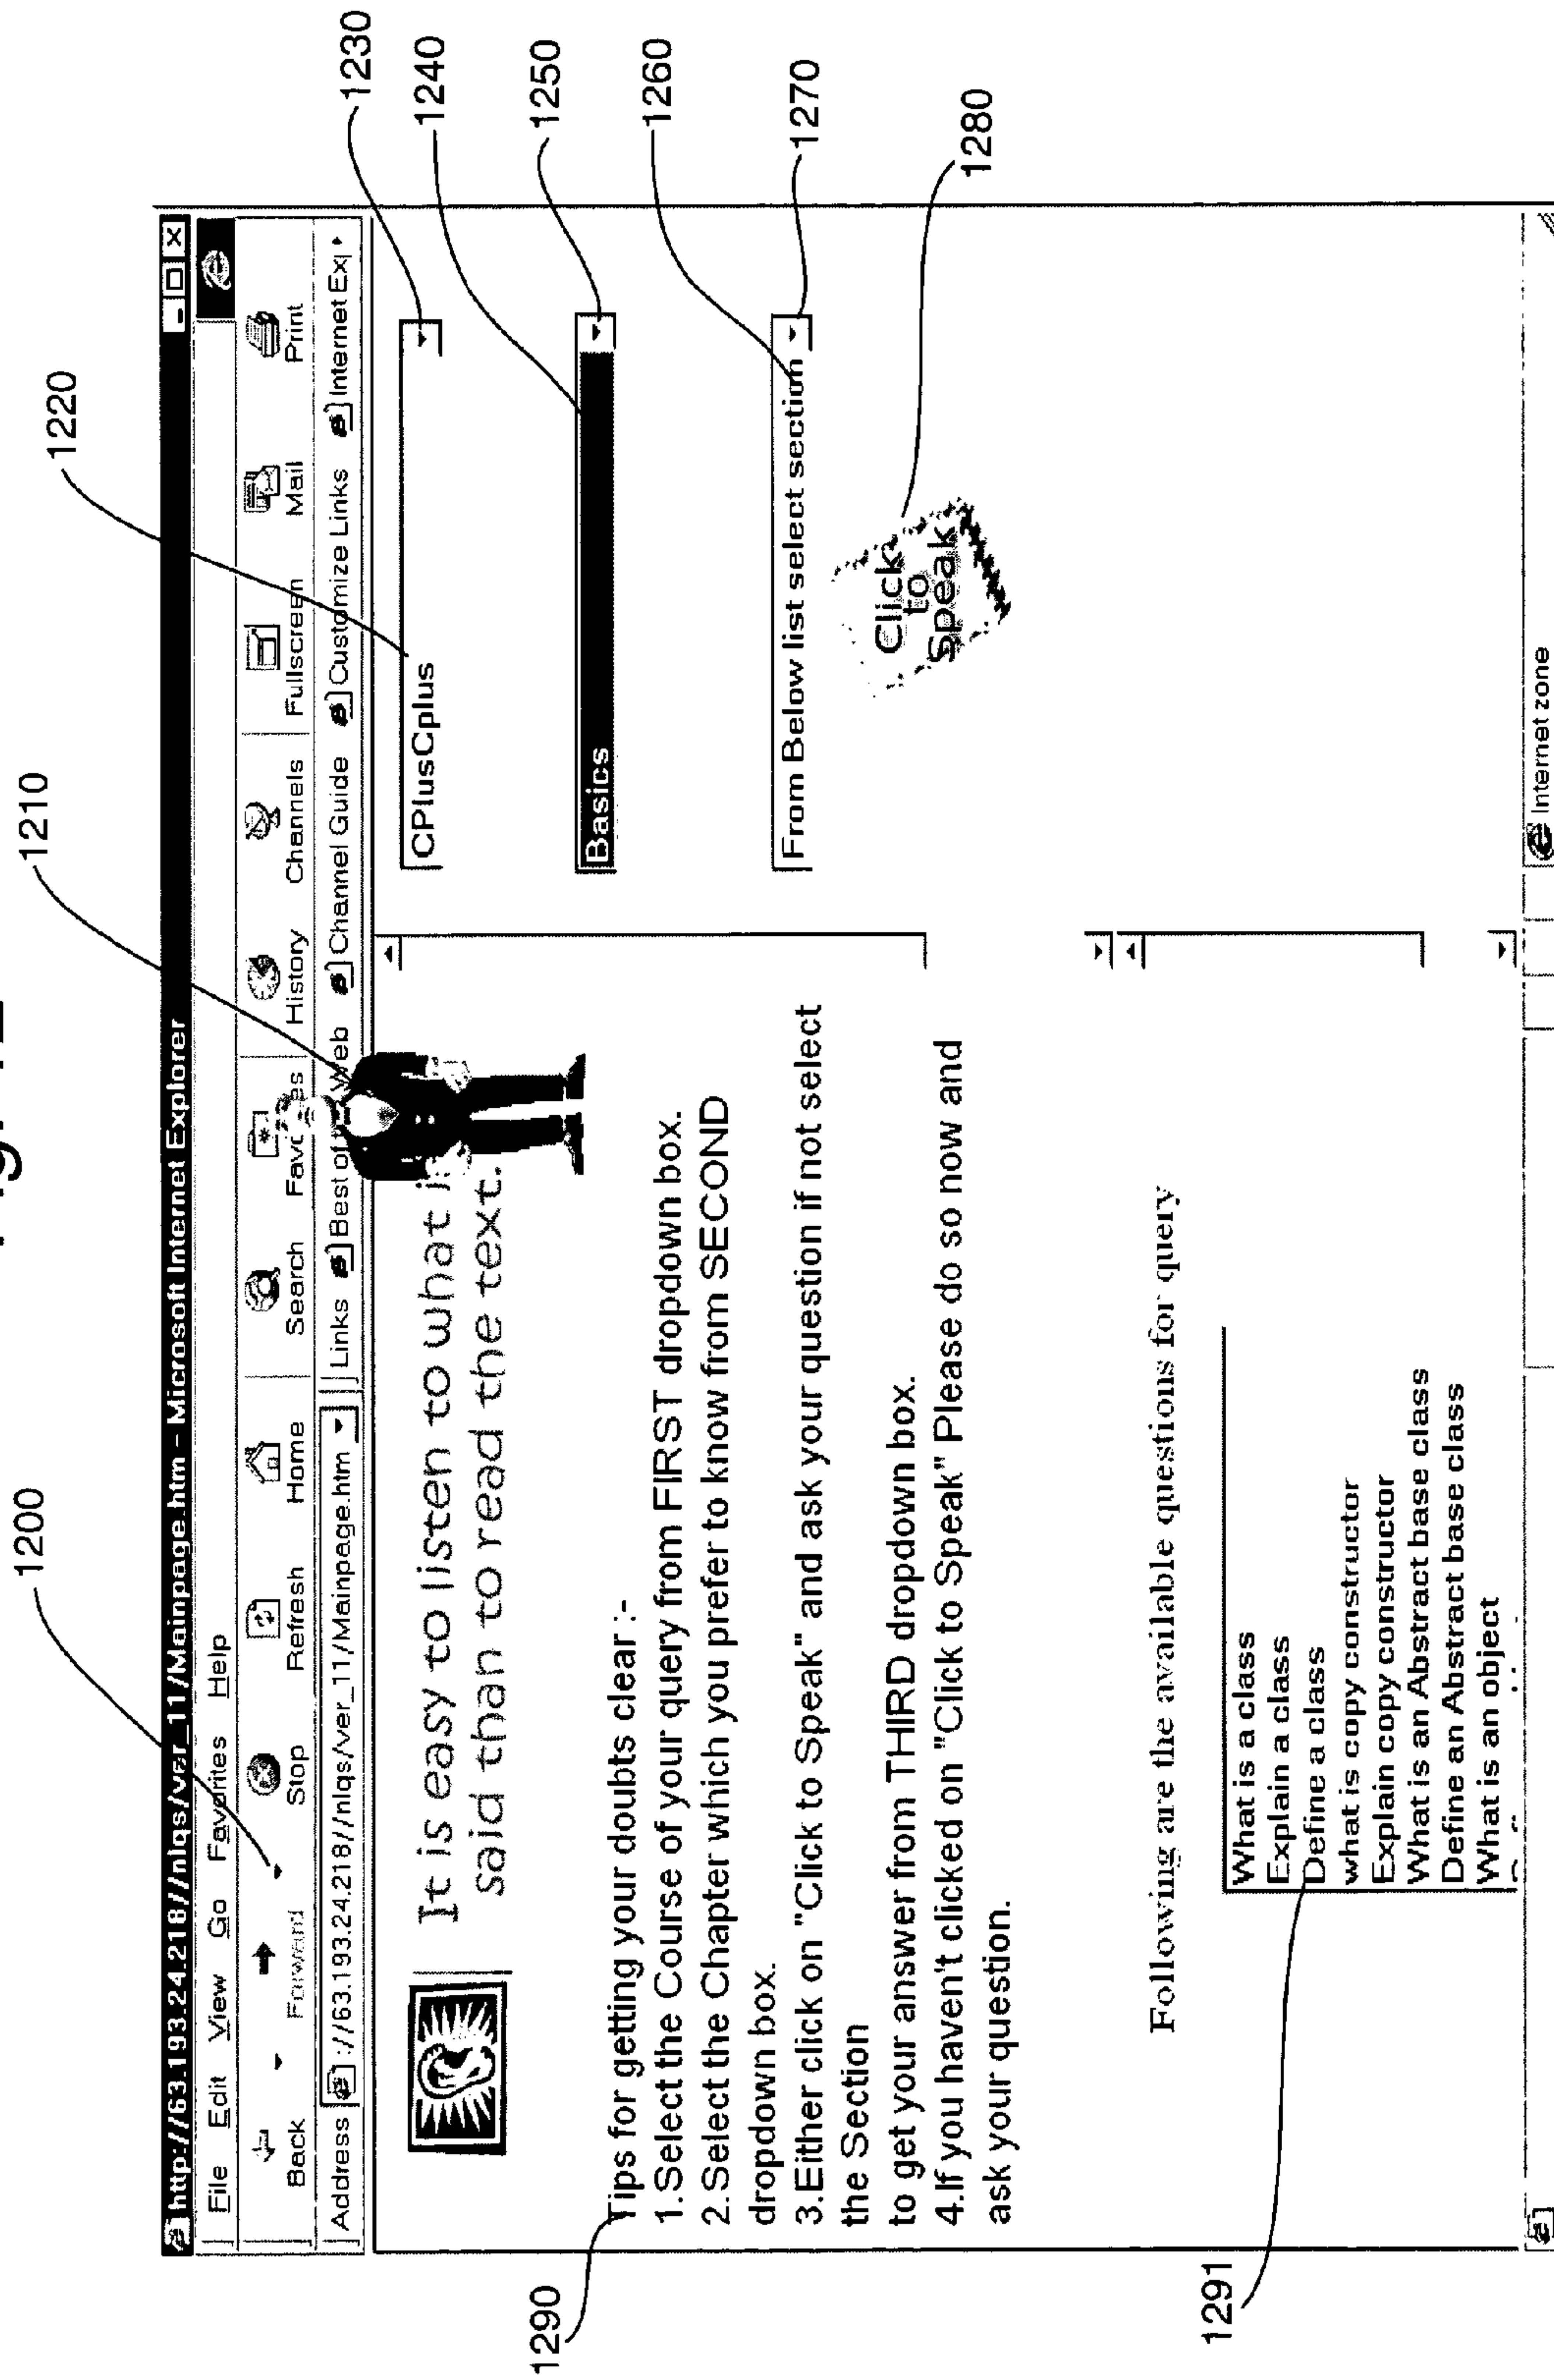 1200
1210
1220
1230
1240
1250
1260
1270
1280
1290
1291
http://63.193.24.218//nlqs/ver_11/Mainpage.htm - Microsoft Internet Explorer
File Edit View Go Favorites Help
Back Forward Stop Refresh Home Search History Channels Fullscreen Mail Print
Address ://63.193.24.218//nlqs/ver_11/Mainpage.htm Links Best of Web Channel Guide Customize Links Internet Exj
It is easy to listen to what
said than to read the text.
CPlusCplus
Basics
From Below list select section
Click
to
Speak
Tips for getting your doubts clear :-
1.Select the Course of your query from FIRST dropdown box.
2.Select the Chapter which you prefer to know from SECOND
dropdown box.
3.Either click on "Click to Speak" and ask your question if not select
the Section
to get your answer from THIRD dropdown box.
4.If you haven't clicked on "Click to Speak" Please do so now and
ask your question.
Following are the available questions for query
What is a class
Explain a class
Define a class
what is copy constructor
Explain copy constructor
What is an Abstract base class
Define an Abstract base class
What is an object
Internet zone